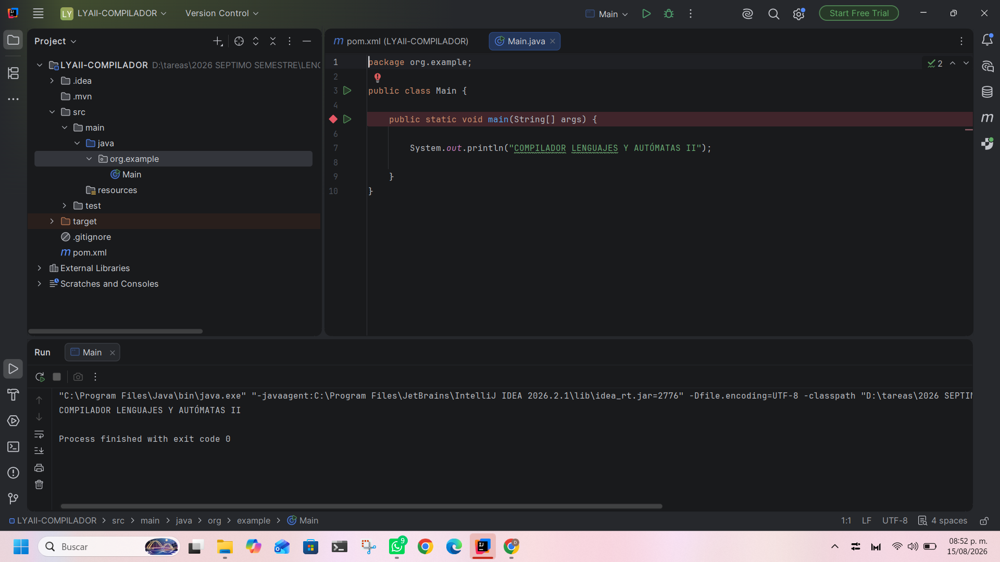 LY LYAII-COMPILADOR Version Control Main Start Free Trial
Project
LYAII-COMPILADOR D:\tareas\2026 SEPTIMO SEMESTRE\LENG
.idea
.mvn
src
main
java
org.example
Main
resources
test
target
.gitignore
m pom.xml
External Libraries
Scratches and Consoles
m pom.xml (LYAII-COMPILADOR) Main.java
1 package org.example;
2
3 public class Main {
4
public static void main(String[] args) {
6
7 System.out.println("COMPILADOR LENGUAJES Y AUTÓMATAS II");
8
9 }
10 }
2
m
Run Main
"C:\Program Files\Java\bin\java.exe" "-javaagent:C:\Program Files\JetBrains\IntelliJ IDEA 2026.2.1\lib\idea_rt.jar=2776" -Dfile.encoding=UTF-8 -classpath "D:\tareas\2026 SEPTIM
COMPILADOR LENGUAJES Y AUTÓMATAS II
Process finished with exit code 0
LYAII-COMPILADOR > src > main > java > org > example > Main 1:1 LF UTF-8 4 spaces
Buscar 9 08:52 p. m.
15/08/2026